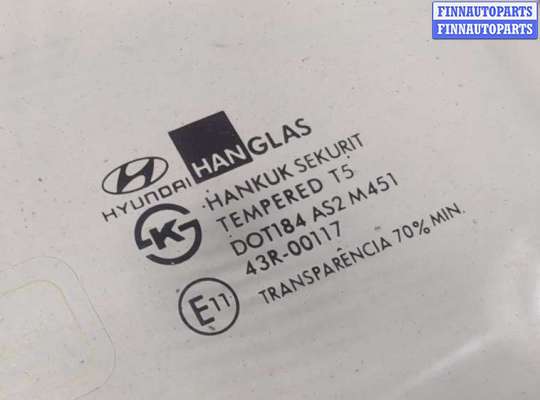 FINNAUTOPARTS
FINNAUTOPARTS
HYUNDAI HANGLAS
HANKUK SEKURIT
TEMPERED T5
DOT184 AS2 M451
43R-00117
K
E11
TRANSPARÊNCIA 70% MIN.